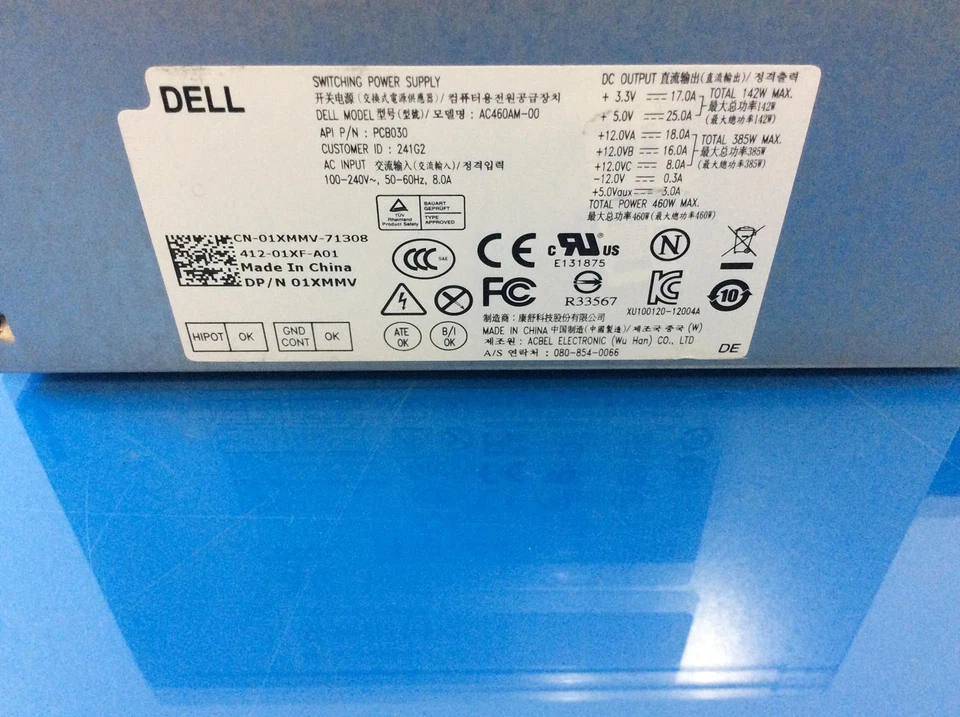 DELL
SWITCHING POWER SUPPLY
开关电源 (交換式電源供應器) / 컴퓨터용전원공급장치
DELL MODEL 型号(型號)/ 모델명 : AC460AM-00
API P/N : PCB030
CUSTOMER ID : 241G2
AC INPUT 交流输入(交流輸入)/정격입력
100-240V~, 50-60Hz, 8.0A
DC OUTPUT 直流输出(直流輸出)/ 정격출력
+ 3.3V 17.0A
+ 5.0V 25.0A
TOTAL 142W MAX.
最大总功率142W
(最大總功率142W)
+12.0VA 18.0A
+12.0VB 16.0A
+12.0VC 8.0A
TOTAL 385W MAX.
最大总功率385W
(最大總功率385W)
-12.0V 0.3A
+5.0Vaux 3.0A
TOTAL POWER 460W MAX.
最大总功率460W(最大總功率460W)
TÜV
Rheinland
Product Safety
BAUART
GEPRÜFT
TYPE
APPROVED
CN-01XMMV-71308
412-01XF-A01
Made In China
DP/N 01XMMV
CCC S&E
CE
c RU® US
E131875
N
FC
R33567
KC
XU100120-12004A
10
HIPOT OK
GND CONT OK
ATE OK
B/I OK
制造商 : 康舒科技股份有限公司
MADE IN CHINA 中国制造(中國製造)/제조국 중국 (W)
제조원 : ACBEL ELECTRONIC (Wu Han) CO., LTD
A/S 연락처 : 080-854-0066
DE